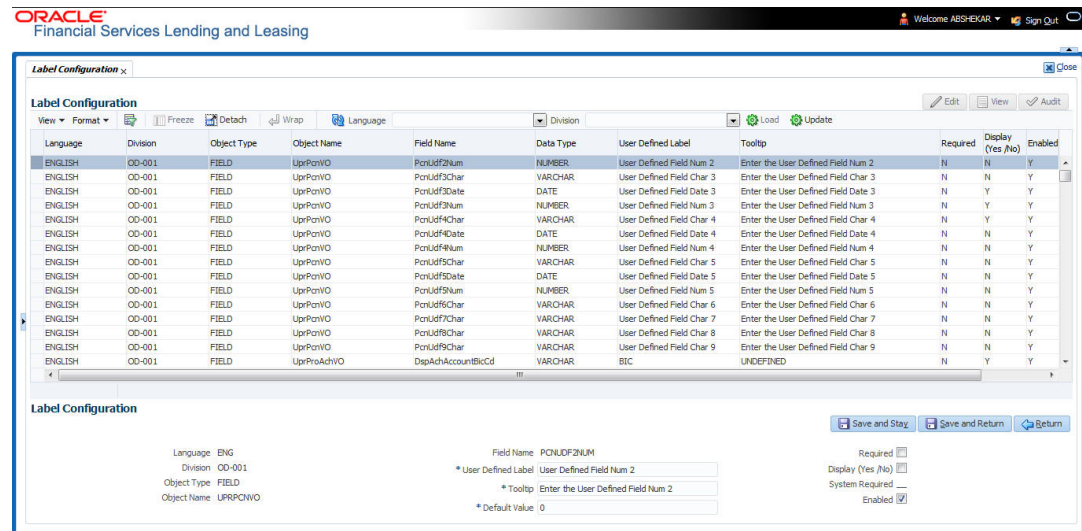 ORACLE
Financial Services Lending and Leasing
Welcome ABSHEKAR Sign Out
Label Configuration x Close
Label Configuration Edit View Audit
View Format Freeze Detach Wrap Language Division Load Update
Language Division Object Type Object Name Field Name Data Type User Defined Label Tooltip Required Display (Yes /No) Enabled
ENGLISH OD-001 FIELD UprPcnVO PcnUdf2Num NUMBER User Defined Field Num 2 Enter the User Defined Field Num 2 N N Y
ENGLISH OD-001 FIELD UprPcnVO PcnUdf3Char VARCHAR User Defined Field Char 3 Enter the User Defined Field Char 3 N N Y
ENGLISH OD-001 FIELD UprPcnVO PcnUdf3Date DATE User Defined Field Date 3 Enter the User Defined Field Date 3 N Y Y
ENGLISH OD-001 FIELD UprPcnVO PcnUdf3Num NUMBER User Defined Field Num 3 Enter the User Defined Field Num 3 N Y Y
ENGLISH OD-001 FIELD UprPcnVO PcnUdf4Char VARCHAR User Defined Field Char 4 Enter the User Defined Field Char 4 N Y Y
ENGLISH OD-001 FIELD UprPcnVO PcnUdf4Date DATE User Defined Field Date 4 Enter the User Defined Field Date 4 N Y Y
ENGLISH OD-001 FIELD UprPcnVO PcnUdf4Num NUMBER User Defined Field Num 4 Enter the User Defined Field Num 4 N N Y
ENGLISH OD-001 FIELD UprPcnVO PcnUdf5Char VARCHAR User Defined Field Char 5 Enter the User Defined Field Char 5 N N Y
ENGLISH OD-001 FIELD UprPcnVO PcnUdf5Date DATE User Defined Field Date 5 Enter the User Defined Field Date 5 N N Y
ENGLISH OD-001 FIELD UprPcnVO PcnUdf5Num NUMBER User Defined Field Num 5 Enter the User Defined Field Num 5 N N Y
ENGLISH OD-001 FIELD UprPcnVO PcnUdf6Char VARCHAR User Defined Field Char 6 Enter the User Defined Field Char 6 N N Y
ENGLISH OD-001 FIELD UprPcnVO PcnUdf7Char VARCHAR User Defined Field Char 7 Enter the User Defined Field Char 7 N N Y
ENGLISH OD-001 FIELD UprPcnVO PcnUdf8Char VARCHAR User Defined Field Char 8 Enter the User Defined Field Char 8 N N Y
ENGLISH OD-001 FIELD UprPcnVO PcnUdf9Char VARCHAR User Defined Field Char 9 Enter the User Defined Field Char 9 N N Y
ENGLISH OD-001 FIELD UprProAchVO DspAchAccountBicCd VARCHAR BIC UNDEFINED N Y Y
Label Configuration
Save and Stay Save and Return Return
Language ENG Field Name PCNUDF2NUM Required
Division OD-001 * User Defined Label User Defined Field Num 2 Display (Yes /No)
Object Type FIELD * Tooltip Enter the User Defined Field Num 2 System Required
Object Name UPRPCNVO * Default Value 0 Enabled